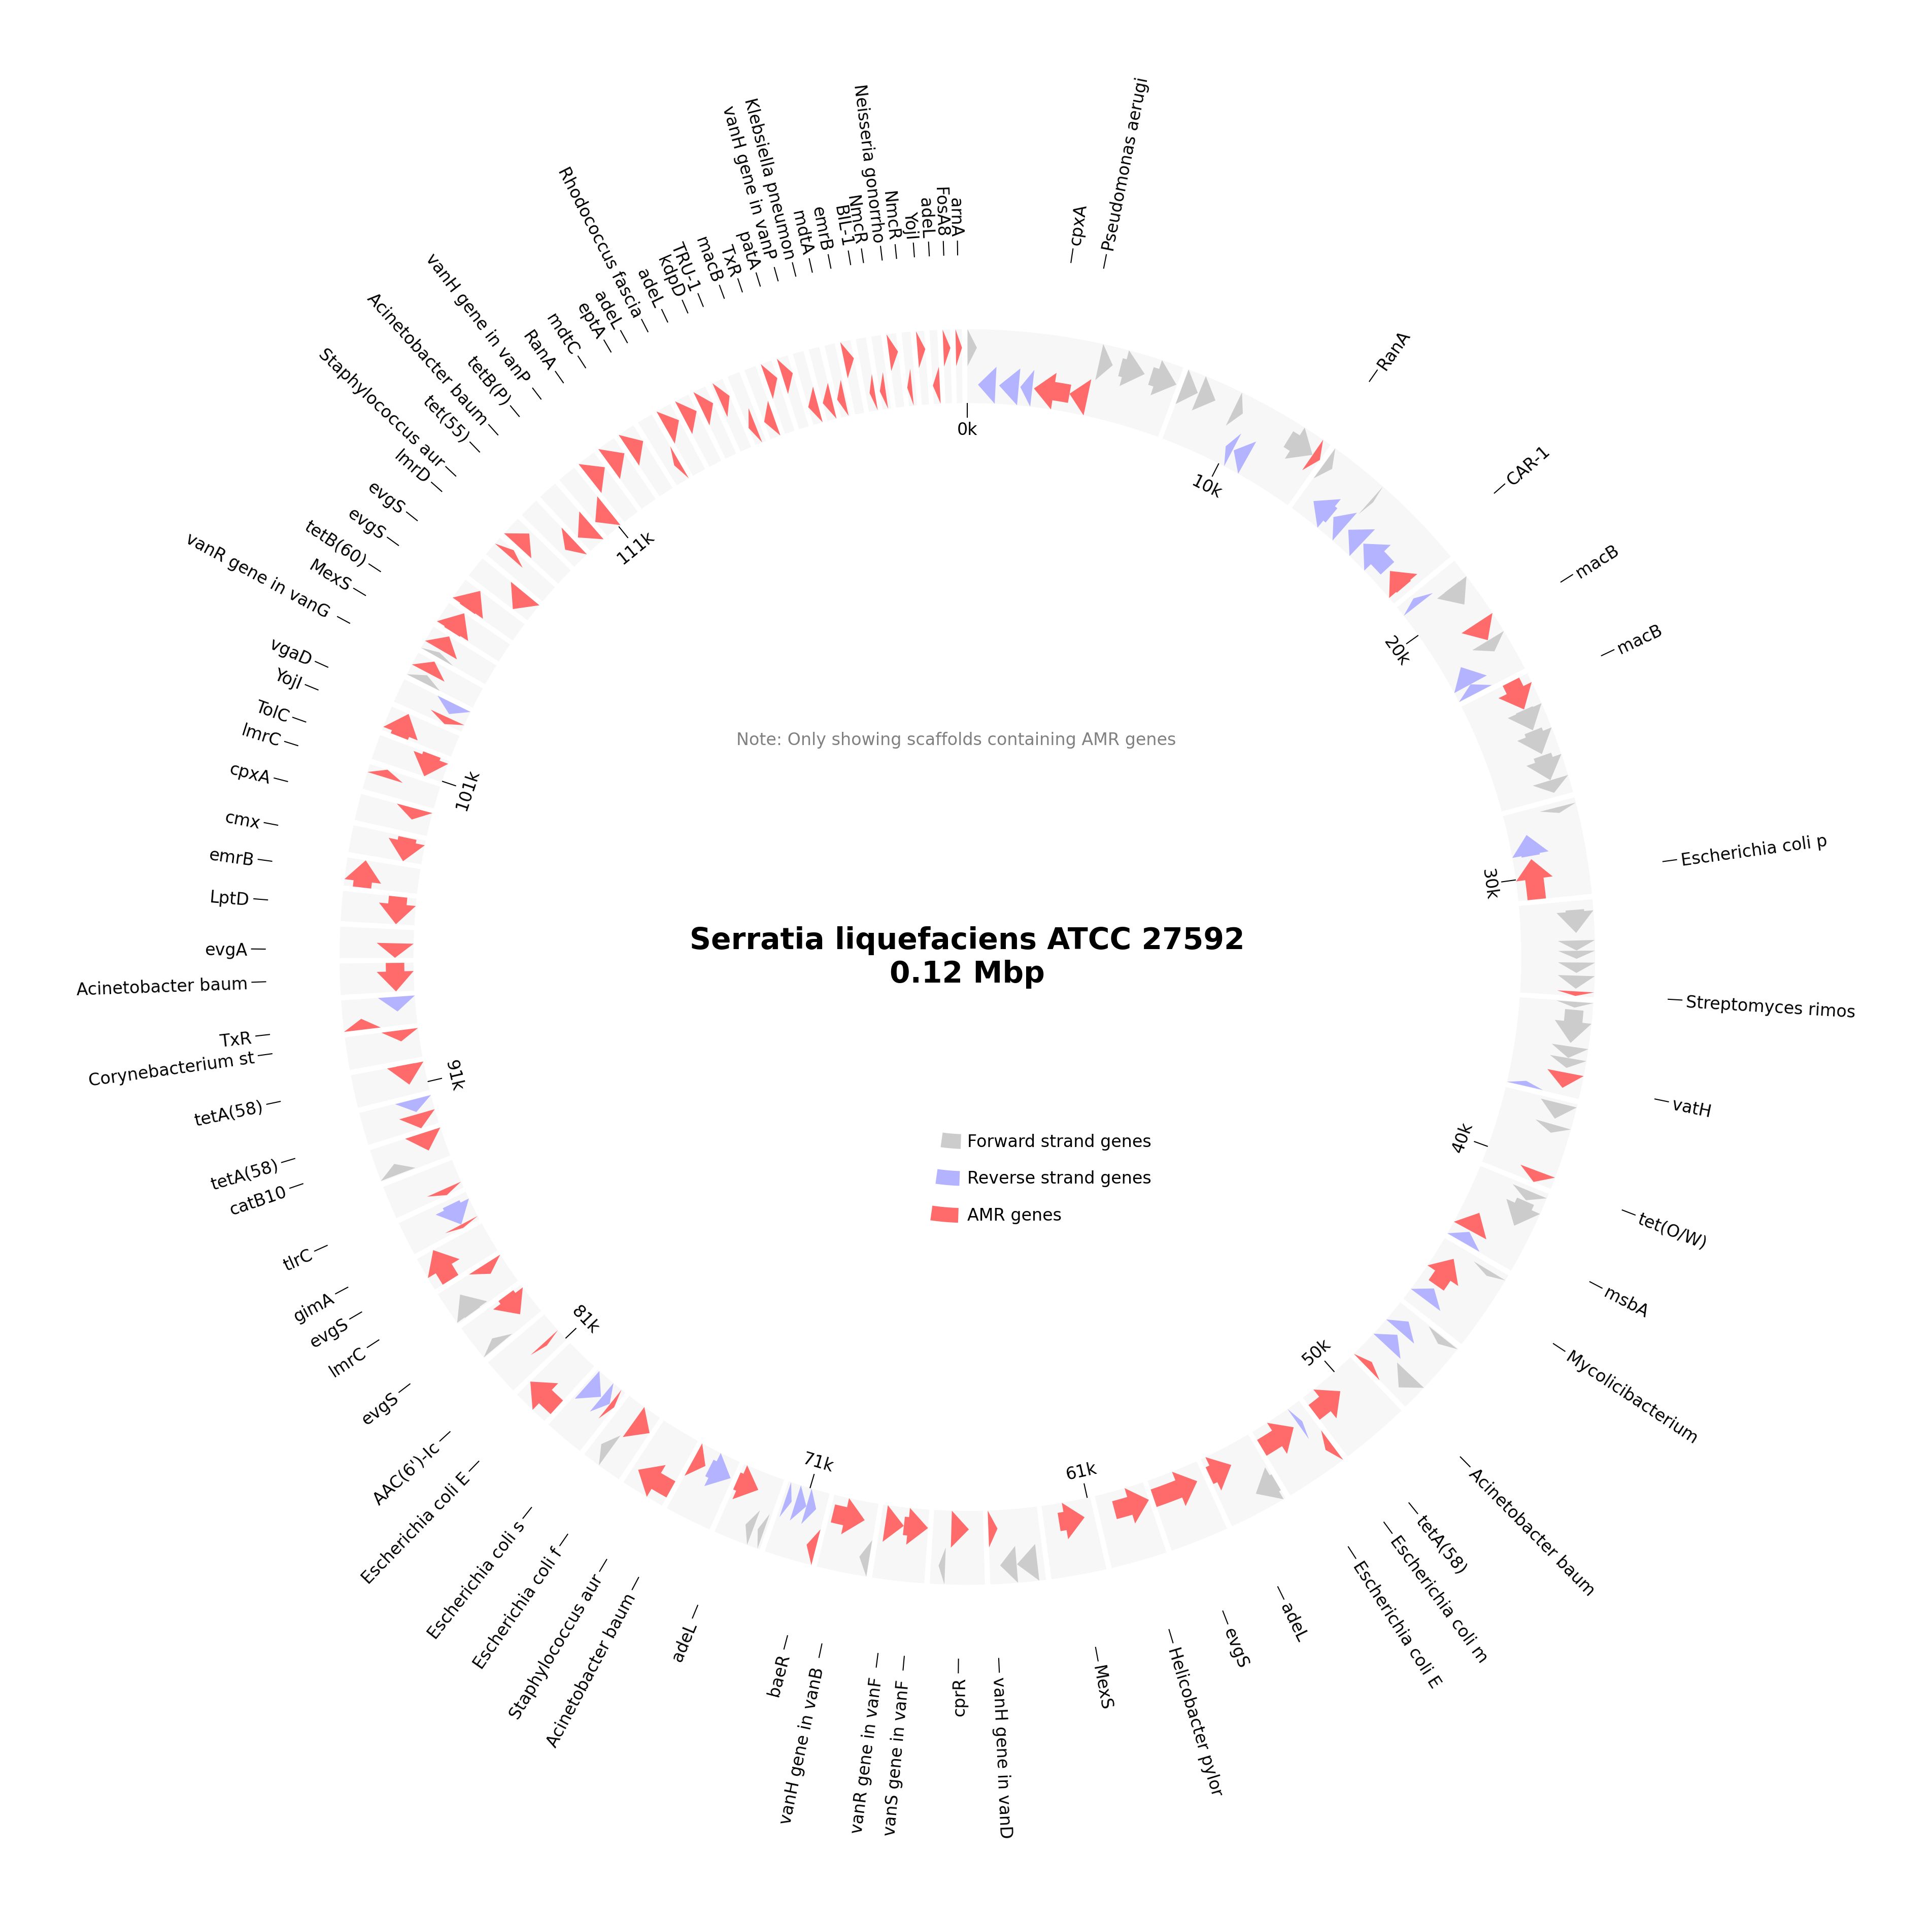 cpxA
Pseudomonas aerugi
RanA
CAR-1
macB
macB
Escherichia coli p
Streptomyces rimos
vatH
tet(O/W)
msbA
Mycolicibacterium
Acinetobacter baum
tetA(58)
Escherichia coli m
Escherichia coli E
adeL
evgS
Helicobacter pylor
MexS
vanH gene in vanD
cprR
vanS gene in vanF
vanR gene in vanF
vanH gene in vanB
baeR
adeL
Acinetobacter baum
Staphylococcus aur
Escherichia coli f
Escherichia coli s
Escherichia coli E
AAC(6')-Ic
evgS
lmrC
evgS
gimA
tlrC
catB10
tetA(58)
tetA(58)
Corynebacterium st
TxR
Acinetobacter baum
evgA
LptD
emrB
cmx
cpxA
lmrC
TolC
YojI
vgaD
vanR gene in vanG
MexS
tetB(60)
evgS
evgS
lmrD
Staphylococcus aur
tet(55)
Acinetobacter baum
tetB(P)
vanH gene in vanP
RanA
mdtC
eptA
adeL
Rhodococcus fascia
adeL
kdpD
TRU-1
macB
TxR
patA
vanH gene in vanP
Klebsiella pneumon
mdtA
emrB
BIL-1
NmcR
Neisseria gonorrho
NmcR
YojI
adeL
FosA8
arnA
0k
10k
20k
30k
40k
50k
61k
71k
81k
91k
101k
111k
Note: Only showing scaffolds containing AMR genes
Serratia liquefaciens ATCC 27592
0.12 Mbp
Forward strand genes
Reverse strand genes
AMR genes